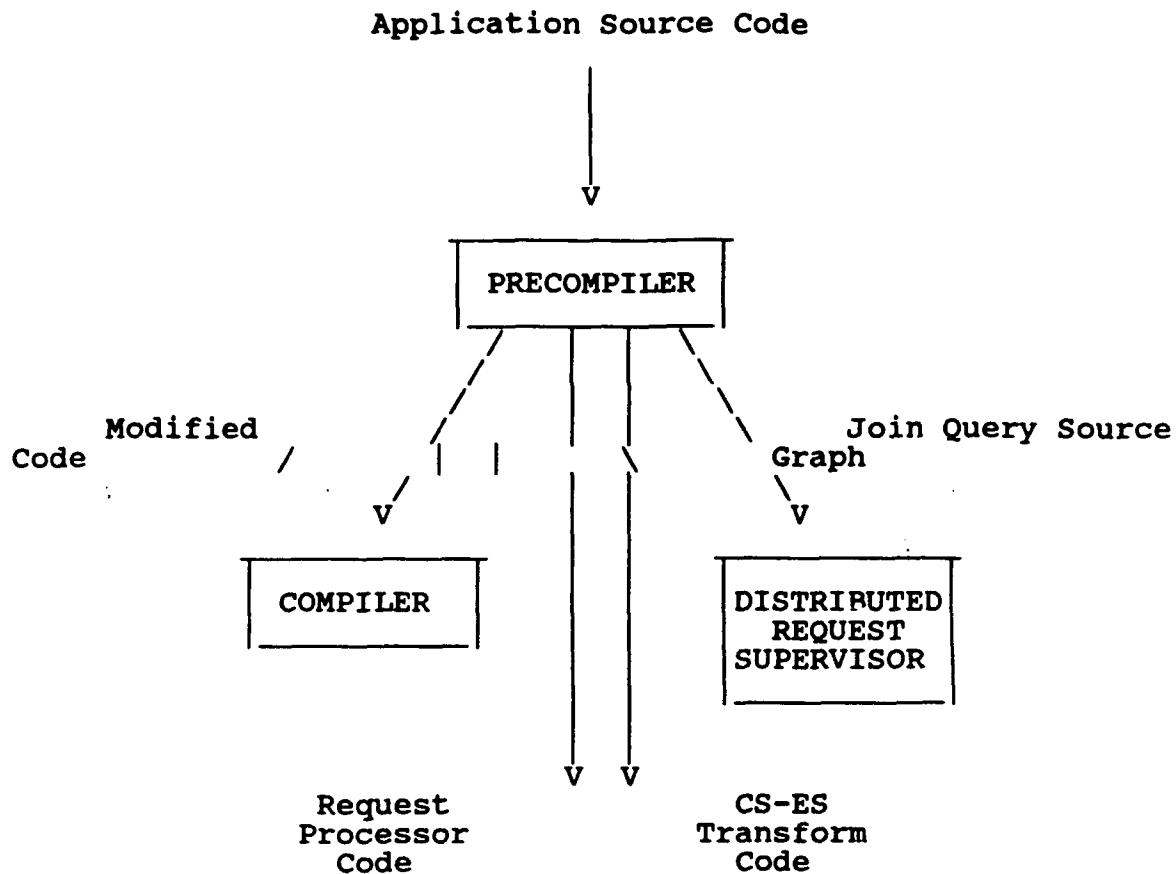 Application Source Code
V
PRECOMPILER
Modified
Join Query Source
Code / | | \ Graph
V V
COMPILER
DISTRIBUTED
REQUEST
SUPERVISOR
V V
Request
Processor
Code
CS-ES
Transform
Code